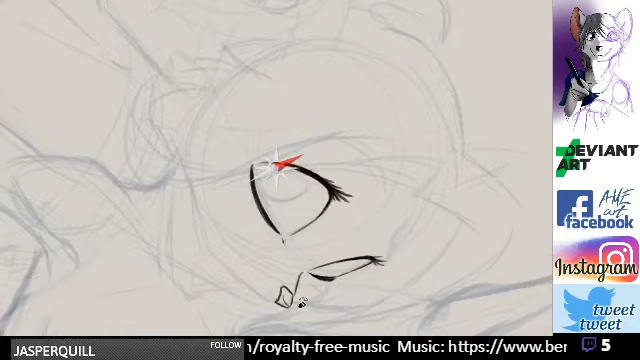 DEVIANT
ART
AHE
art
facebook
Instagram
tweet
tweet
JASPERQUILL
FOLLOW
/royalty-free-music Music: https://www.ber
5